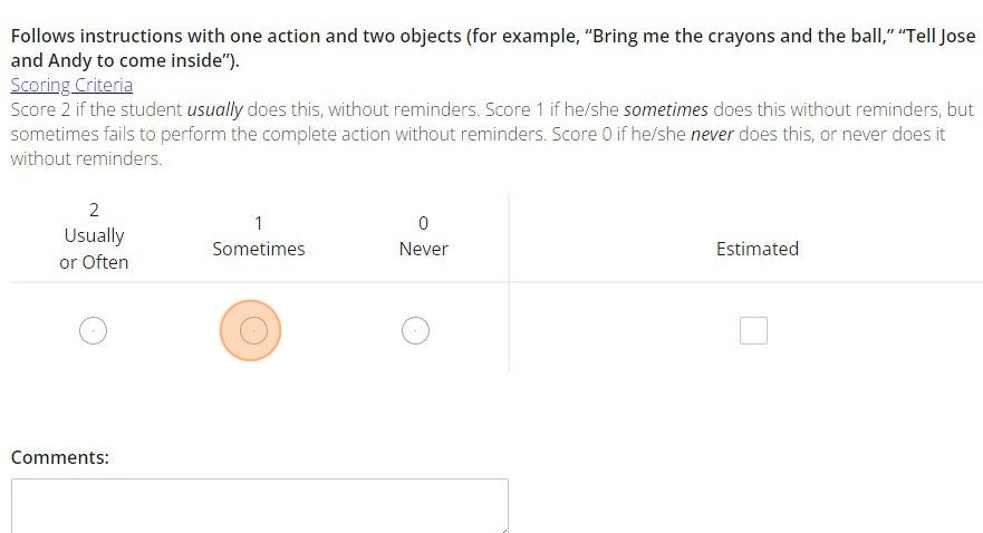 Follows instructions with one action and two objects (for example, “Bring me the crayons and the ball,” “Tell Jose
and Andy to come inside”).
Scoring Criteria
Score 2 if the student usually does this, without reminders. Score 1 if he/she sometimes does this without reminders, but
sometimes fails to perform the complete action without reminders. Score 0 if he/she never does this, or never does it
without reminders.
2
Usually
or Often
1
Sometimes
0
Never
Estimated
Comments: